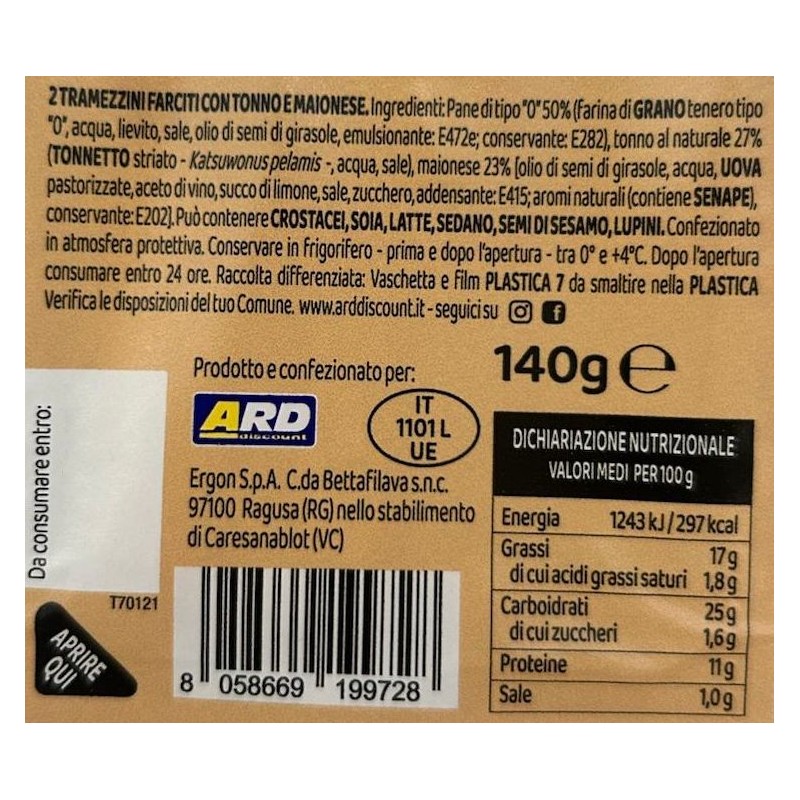 2 TRAMEZZINI FARCITI CON TONNO E MAIONESE. Ingredienti: Pane di tipo "0" 50% (Farina di GRANO tenero tipo
"0", acqua, lievito, sale, olio di semi di girasole, emulsionante: E472e; conservante: E282), tonno al naturale 27%
(TONNETTO striato - Katsuwonus pelamis -, acqua, sale), maionese 23% [olio di semi di girasole, acqua, UOVA
pastorizzate, aceto di vino, succo di limone, sale, zucchero, addensante: E415; aromi naturali (contiene SENAPE),
conservante: E202]. Può contenere CROSTACEI, SOIA, LATTE, SEDANO, SEMI DI SESAMO, LUPINI. Confezionato
in atmosfera protettiva. Conservare in frigorifero - prima e dopo l'apertura - tra 0° e +4°C. Dopo l'apertura
consumare entro 24 ore. Raccolta differenziata: Vaschetta e film PLASTICA 7 da smaltire nella PLASTICA
Verifica le disposizioni del tuo Comune. www.arddiscount.it - seguici su
140g e
Prodotto e confezionato per:
ARD
discount
IT
1101 L
UE
Ergon S.p.A. C.da Bettafilava s.n.c.
97100 Ragusa (RG) nello stabilimento
di Caresanablot (VC)
Da consumare entro:
T70121
APRIRE
QUI
8 058669 199728
DICHIARIAZIONE NUTRIZIONALE
VALORI MEDI PER 100 g
Energia 1243 kJ / 297 kcal
Grassi 17 g
di cui acidi grassi saturi 1,8 g
Carboidrati 25 g
di cui zuccheri 1,6 g
Proteine 11 g
Sale 1,0 g